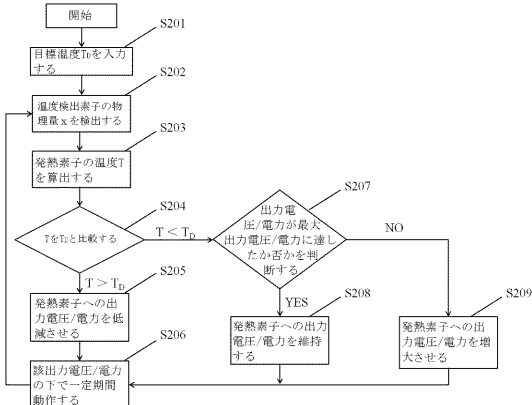 開始
S201
目標温度TDを入力
する
S202
温度検出素子の物
理量xを検出する
S203
発熱素子の温度T
を算出する
S204
TをTDと比較する
T＜TD
S207
出力電
圧/電力が最大
出力電圧/電力に達し
たか否かを判
断する
NO
YES
T＞TD
S205
発熱素子への出
力電圧/電力を低
減させる
S208
発熱素子への出力
電圧/電力を維持
する
S209
発熱素子への出
力電圧/電力を増
大させる
S206
該出力電圧/電力
の下で一定期間
動作する